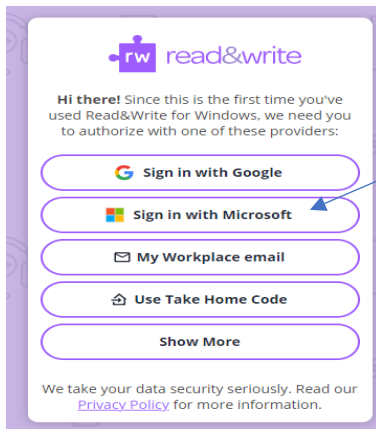 rw read&write
Hi there! Since this is the first time you've
used Read&Write for Windows, we need you
to authorize with one of these providers:
Sign in with Google
Sign in with Microsoft
My Workplace email
Use Take Home Code
Show More
We take your data security seriously. Read our
Privacy Policy for more information.